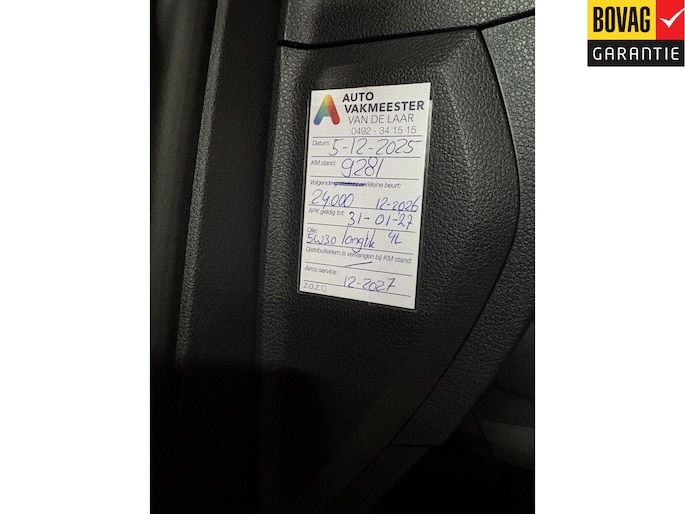 BOVAG
GARANTIE
AUTO
VAKMEESTER
VAN DE LAAR
0492 - 34 15 15
Datum: 5-12-2025
KM stand: 9281
Volgende /kleine beurt:
24.000 12-2026
APK geldig tot: 31-01-27
Olie:
5W30 longlife 4L
Distributieriem is vervangen bij KM stand:
Airco service:
12-2027
Z.O.Z.